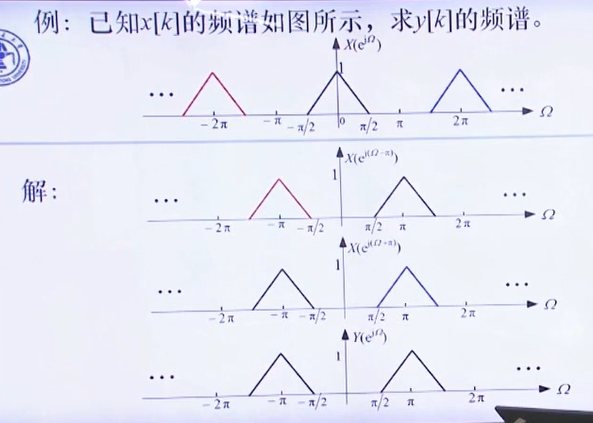 例：已知x[k]的频谱如图所示，求y[k]的频谱。
X(e^{jΩ})
1
… …
-2π -π -π/2 0 π/2 π 2π Ω
解：
X(e^{j(Ω-π)})
1
… …
-2π -π -π/2 π/2 π 2π Ω
X(e^{j(Ω+π)})
1
… …
-2π -π -π/2 π/2 π 2π Ω
Y(e^{jΩ})
1
… …
-2π -π -π/2 π/2 π 2π Ω